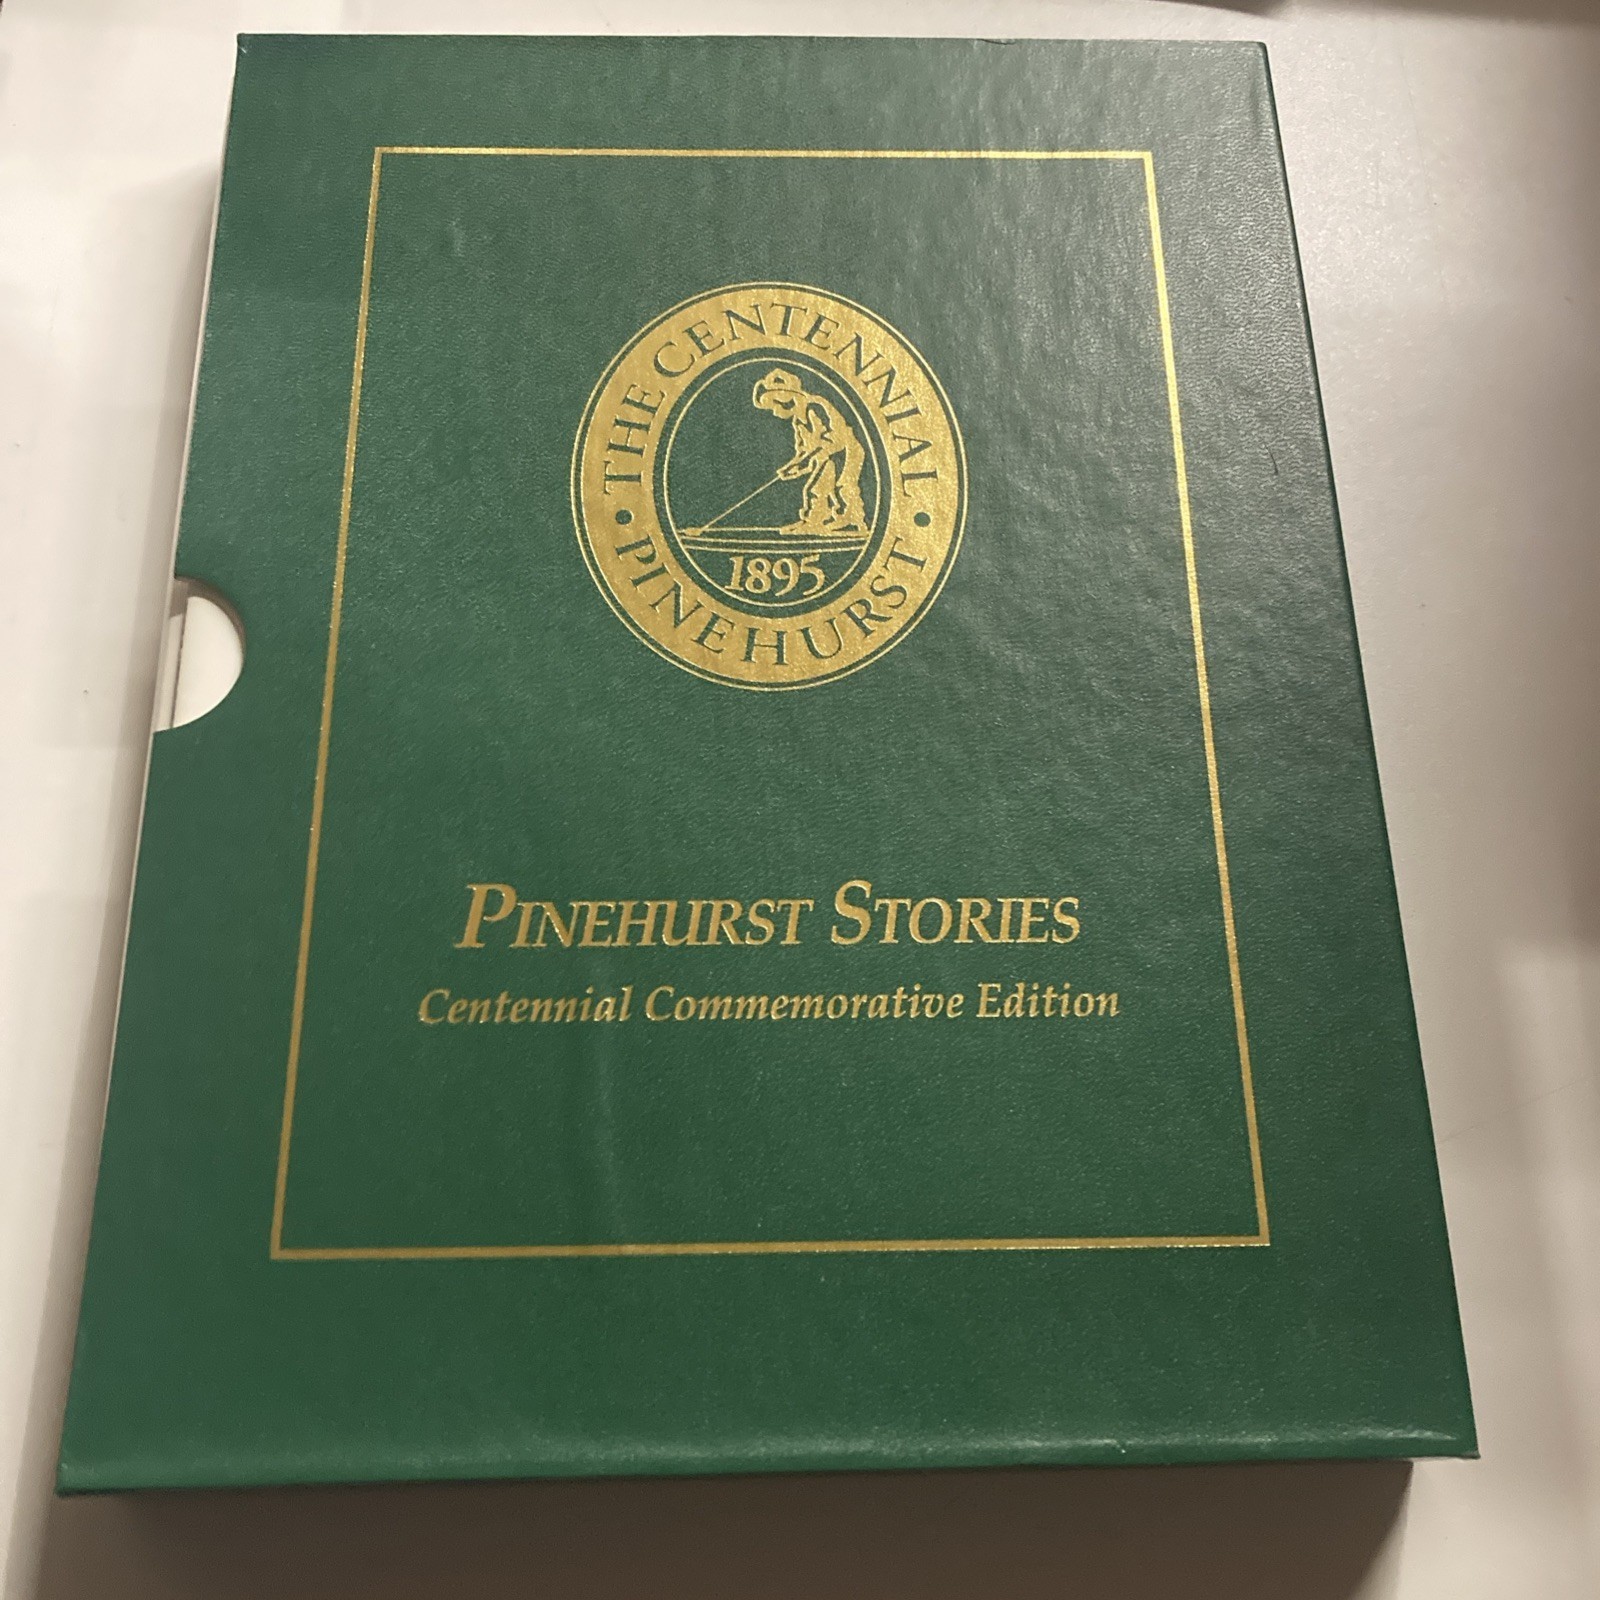 THE CENTENNIAL
• PINEHURST •
1895
PINEHURST STORIES
Centennial Commemorative Edition